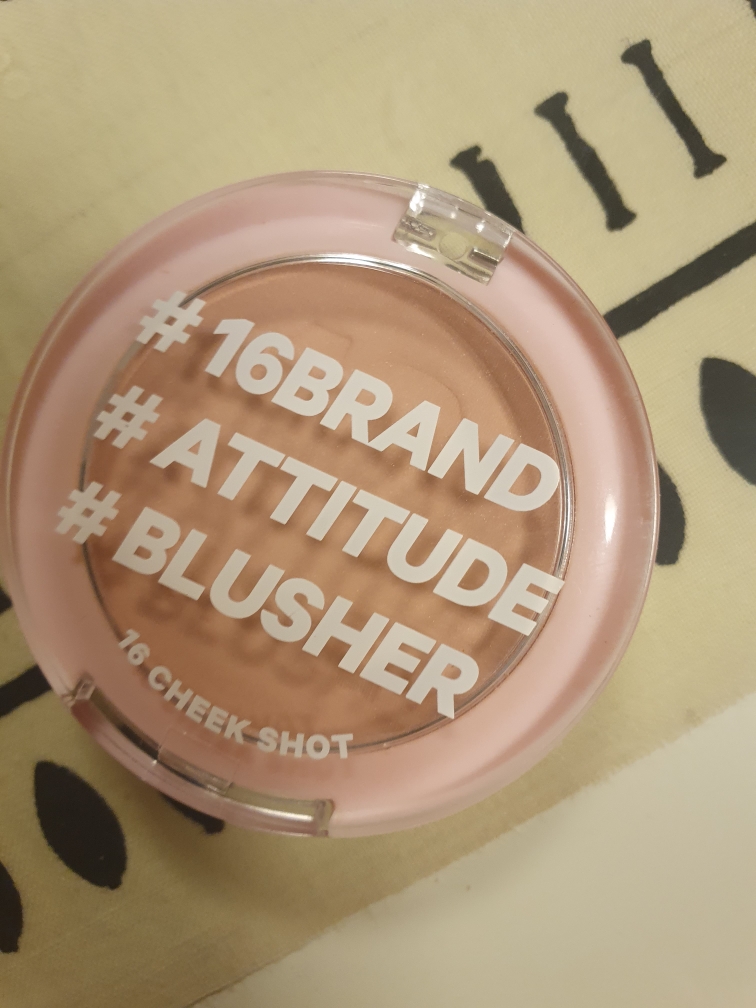 # 16BRAND
# ATTITUDE
# BLUSHER
16 CHEEK SHOT